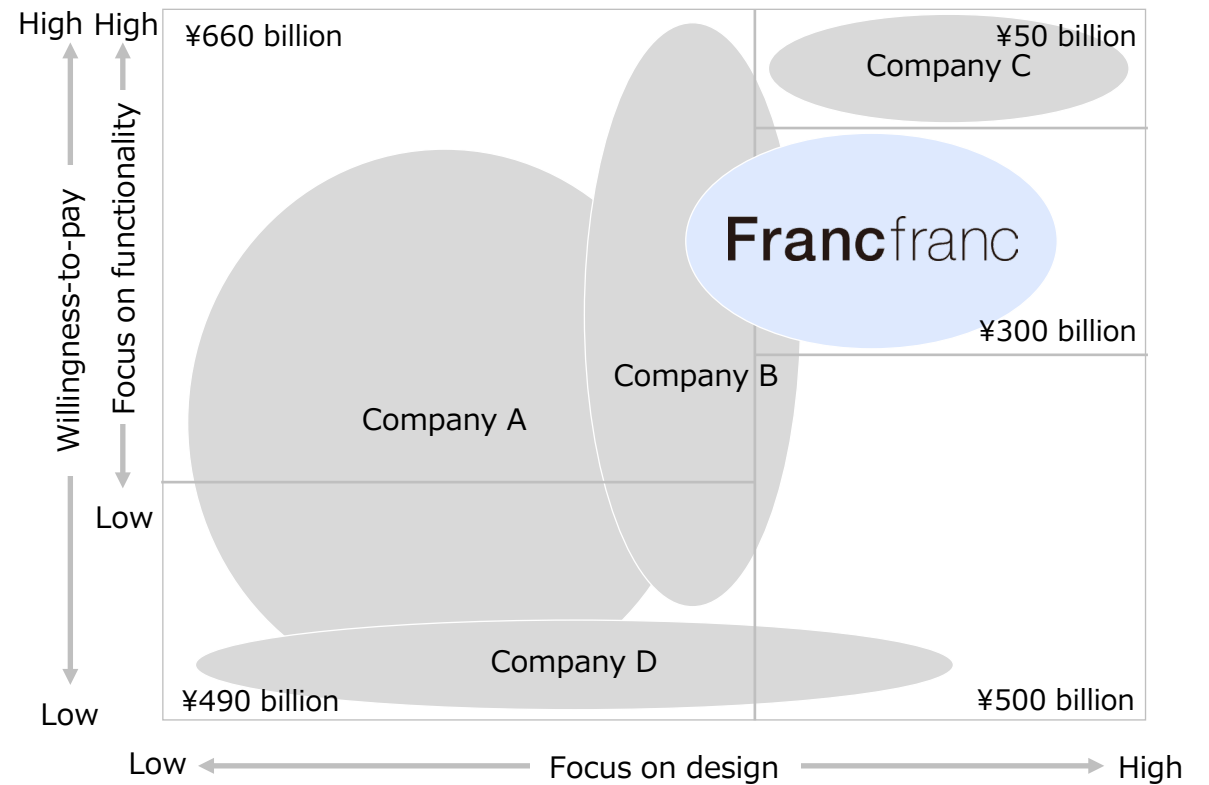 High
High
¥660 billion
¥50 billion
Company C
Willingness-to-pay
Focus on functionality
Francfranc
¥300 billion
Company B
Company A
Low
Company D
¥490 billion
¥500 billion
Low
Low
Focus on design
High